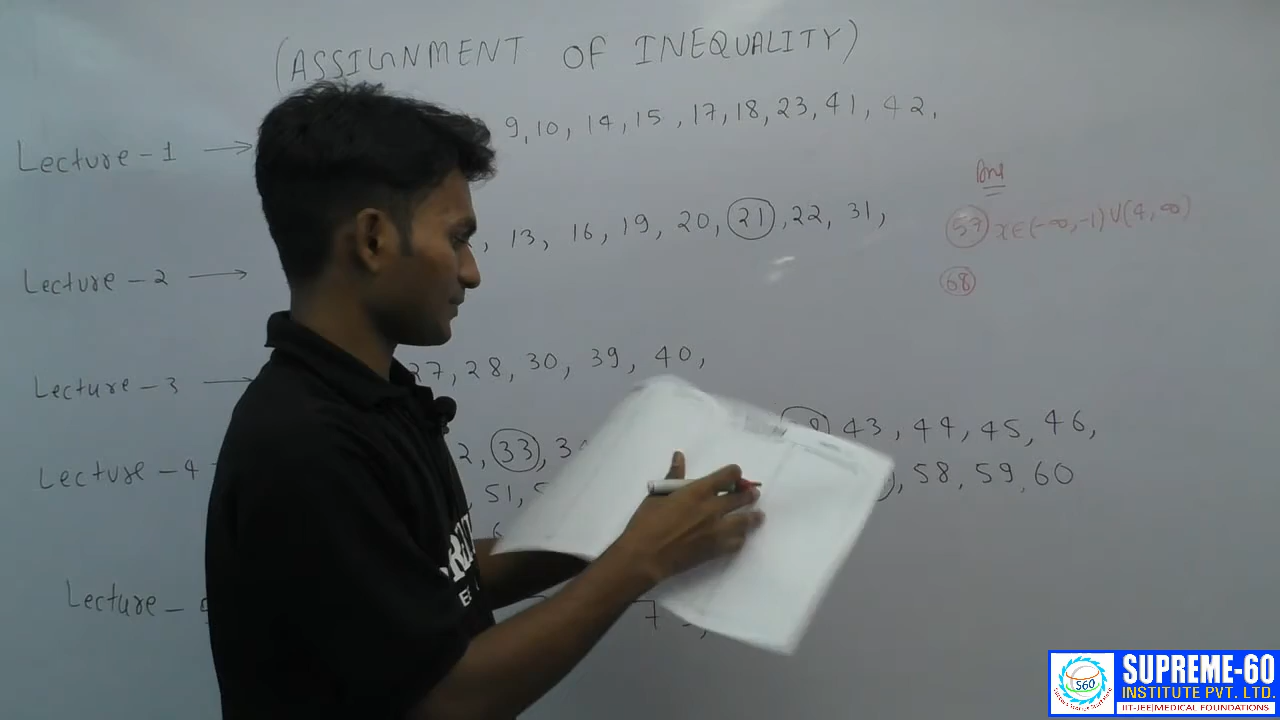 (ASSIGNMENT OF INEQUALITY)
Lecture-1 → 9, 10, 14, 15, 17, 18, 23, 41, 42,
Ans
Lecture-2 → , 13, 16, 19, 20, 21, 22, 31,
57 x∈(-∞,-1)∪(4,∞)
68
Lecture-3 → 27, 28, 30, 39, 40,
Lecture-4 2, 33, 43, 44, 45, 46,
51, , 58, 59, 60
Lecture-
SUPREME-60
INSTITUTE PVT. LTD.
IIT-JEE|MEDICAL FOUNDATIONS
S60